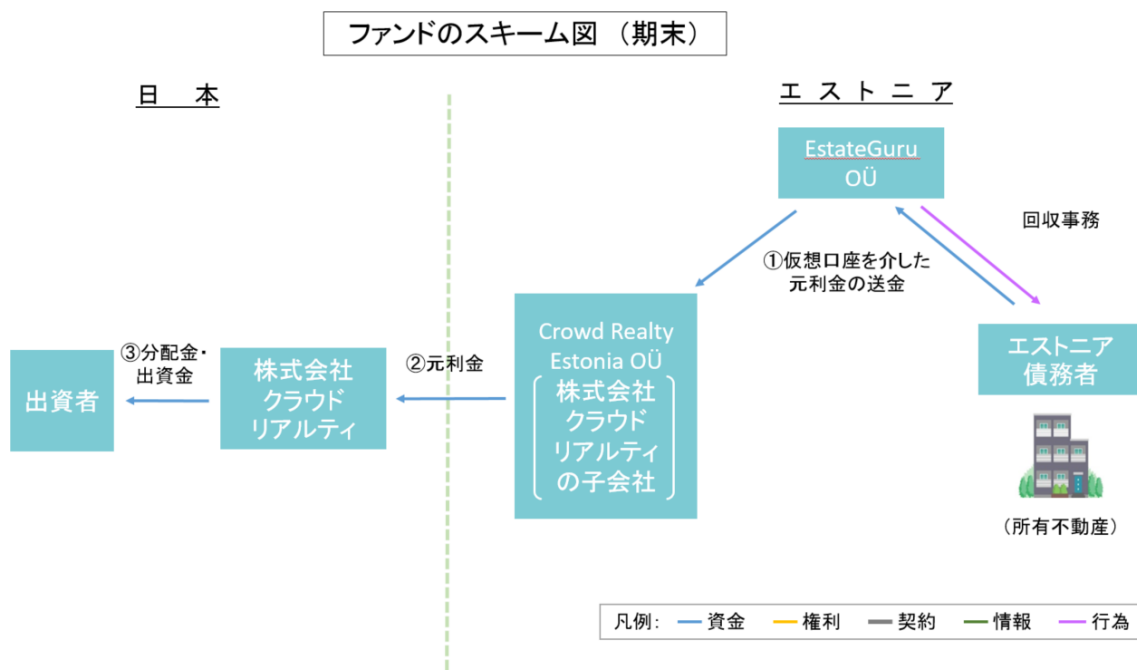 ファンドのスキーム図 （期末）
日 本
エ ス ト ニ ア
EstateGuru
OÜ
回収事務
①仮想口座を介した
元利金の送金
Crowd Realty
Estonia OÜ
株式会社
クラウド
リアルティ
の子会社
エストニア
債務者
③分配金・
出資金
②元利金
出資者
株式会社
クラウド
リアルティ
（所有不動産）
凡例： 資金 権利 契約 情報 行為